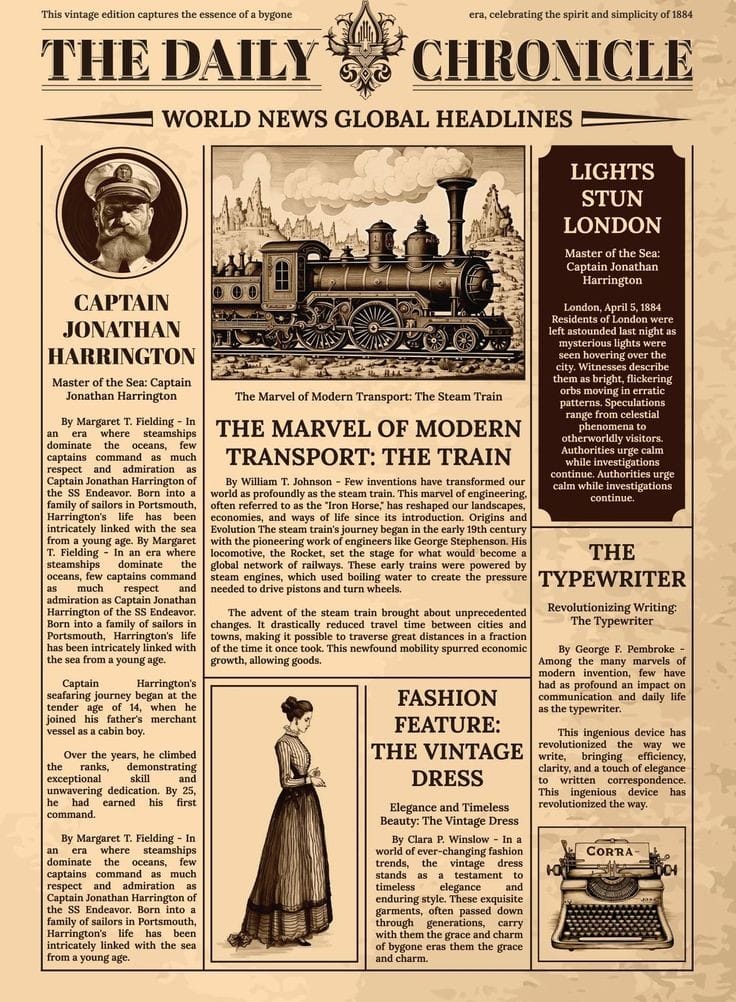 This vintage edition captures the essence of a bygone
era, celebrating the spirit and simplicity of 1884
THE DAILY CHRONICLE
WORLD NEWS GLOBAL HEADLINES
CAPTAIN
JONATHAN
HARRINGTON
Master of the Sea: Captain
Jonathan Harrington
By Margaret T. Fielding - In
an era where steamships
dominate the oceans, few
captains command as much
respect and admiration as
Captain Jonathan Harrington of
the SS Endeavor. Born into a
family of sailors in Portsmouth,
Harrington's life has been
intricately linked with the sea
from a young age. By Margaret
T. Fielding - In an era where
steamships dominate the
oceans, few captains command
as much respect and
admiration as Captain Jonathan
Harrington of the SS Endeavor.
Born into a family of sailors in
Portsmouth, Harrington's life
has been intricately linked with
the sea from a young age.
Captain Harrington's
seafaring journey began at the
tender age of 14, when he
joined his father's merchant
vessel as a cabin boy.
Over the years, he climbed
the ranks, demonstrating
exceptional skill and
unwavering dedication. By 25,
he had earned his first
command.
By Margaret T. Fielding - In
an era where steamships
dominate the oceans, few
captains command as much
respect and admiration as
Captain Jonathan Harrington of
the SS Endeavor. Born into a
family of sailors in Portsmouth,
Harrington's life has been
intricately linked with the sea
from a young age.
The Marvel of Modern Transport: The Steam Train
THE MARVEL OF MODERN
TRANSPORT: THE TRAIN
By William T. Johnson - Few inventions have transformed our
world as profoundly as the steam train. This marvel of engineering,
often referred to as the "Iron Horse," has reshaped our landscapes,
economies, and ways of life since its introduction. Origins and
Evolution The steam train's journey began in the early 19th century
with the pioneering work of engineers like George Stephenson. His
locomotive, the Rocket, set the stage for what would become a
global network of railways. These early trains were powered by
steam engines, which used boiling water to create the pressure
needed to drive pistons and turn wheels.
The advent of the steam train brought about unprecedented
changes. It drastically reduced travel time between cities and
towns, making it possible to traverse great distances in a fraction
of the time it once took. This newfound mobility spurred economic
growth, allowing goods.
FASHION
FEATURE:
THE VINTAGE
DRESS
Elegance and Timeless
Beauty: The Vintage Dress
By Clara P. Winslow - In a
world of ever-changing fashion
trends, the vintage dress
stands as a testament to
timeless elegance and
enduring style. These exquisite
garments, often passed down
through generations, carry
with them the grace and charm
of bygone eras them the grace
and charm.
LIGHTS
STUN
LONDON
Master of the Sea:
Captain Jonathan
Harrington
London, April 5, 1884
Residents of London were
left astounded last night as
mysterious lights were
seen hovering over the
city. Witnesses describe
them as bright, flickering
orbs moving in erratic
patterns. Speculations
range from celestial
phenomena to
otherworldly visitors.
Authorities urge calm
while investigations
continue. Authorities urge
calm while investigations
continue.
THE
TYPEWRITER
Revolutionizing Writing:
The Typewriter
By George F. Pembroke -
Among the many marvels of
modern invention, few have
had as profound an impact on
communication and daily life
as the typewriter.
This ingenious device has
revolutionized the way we
write, bringing efficiency,
clarity, and a touch of elegance
to written correspondence.
This ingenious device has
revolutionized the way.
CORRA-